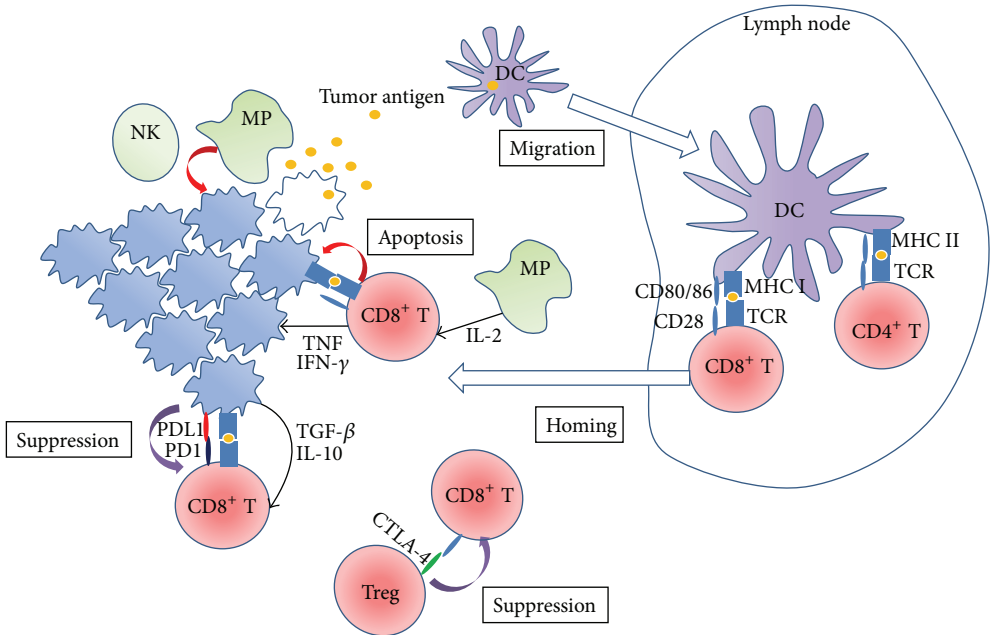 Lymph node
DC
Tumor antigen
MP
NK
Migration
DC
MHC II
TCR
Apoptosis
MP
CD80/86
MHC I
CD28
TCR
CD4⁺ T
CD8⁺ T
IL-2
TNF
IFN-γ
CD8⁺ T
Homing
Suppression
PDL1
PD1
TGF-β
IL-10
CD8⁺ T
CD8⁺ T
CTLA-4
Treg
Suppression